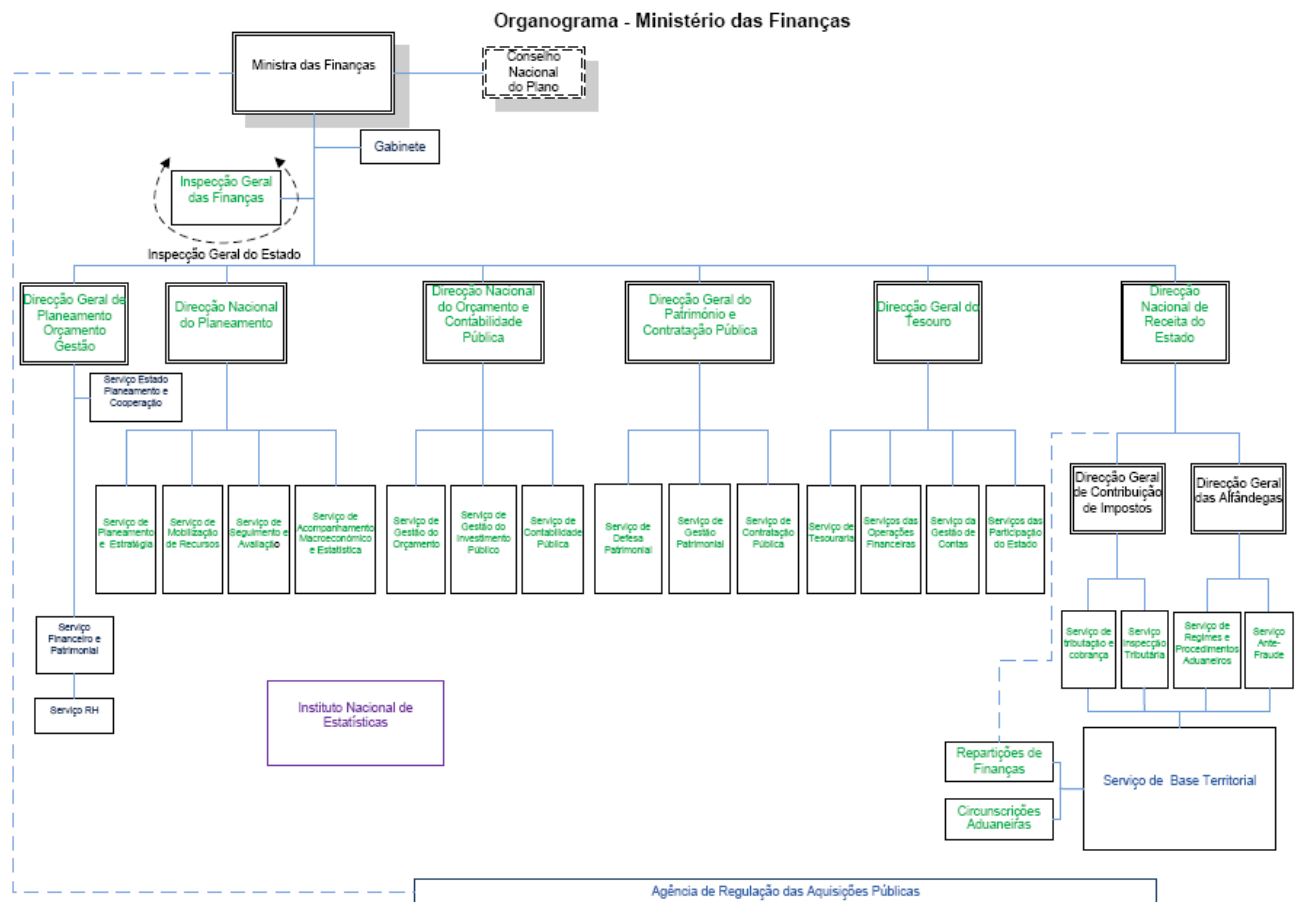 Organograma - Ministério das Finanças
Ministra das Finanças
Conselho
Nacional
do Plano
Gabinete
Inspecção Geral
das Finanças
Inspecção Geral do Estado
Direcção Geral de
Planeamento
Orçamento
Gestão
Direcção Nacional
do Planeamento
Direcção Nacional
do Orçamento e
Contabilidade
Pública
Direcção Geral do
Património e
Contratação Pública
Direcção Geral do
Tesouro
Direcção
Nacional de
Receita do
Estado
Serviço Estado
Planeamento e
Cooperação
Serviço de
Planeamento
e Estratégia
Serviço de
Mobilização
de Recursos
Serviço de
Seguimento e
Avaliação
Serviço de
Acompanhamento
Macroeconómico
e Estatística
Serviço de
Gestão do
Orçamento
Serviço de
Gestão do
Investimento
Público
Serviço de
Contabilidade
Pública
Serviço de
Defesa
Patrimonial
Serviço de
Gestão
Patrimonial
Serviço de
Contratação
Pública
Serviço de
Tesouraria
Serviços das
Operações
Financeiras
Serviço da
Gestão de
Contas
Serviços das
Participação
do Estado
Direcção Geral
de Contribuição
de Impostos
Direcção Geral
das Alfândegas
Serviço
Financeiro e
Patrimonial
Serviço RH
Serviço de
tributação e
cobrança
Serviço
Inspecção
Tributária
Serviço de
Regimes e
Procedimentos
Aduaneiros
Serviço
Ante-
Fraude
Instituto Nacional de
Estatísticas
Repartições de
Finanças
Circunscrições
Aduaneiras
Serviço de Base Territorial
Agência de Regulação das Aquisições Públicas